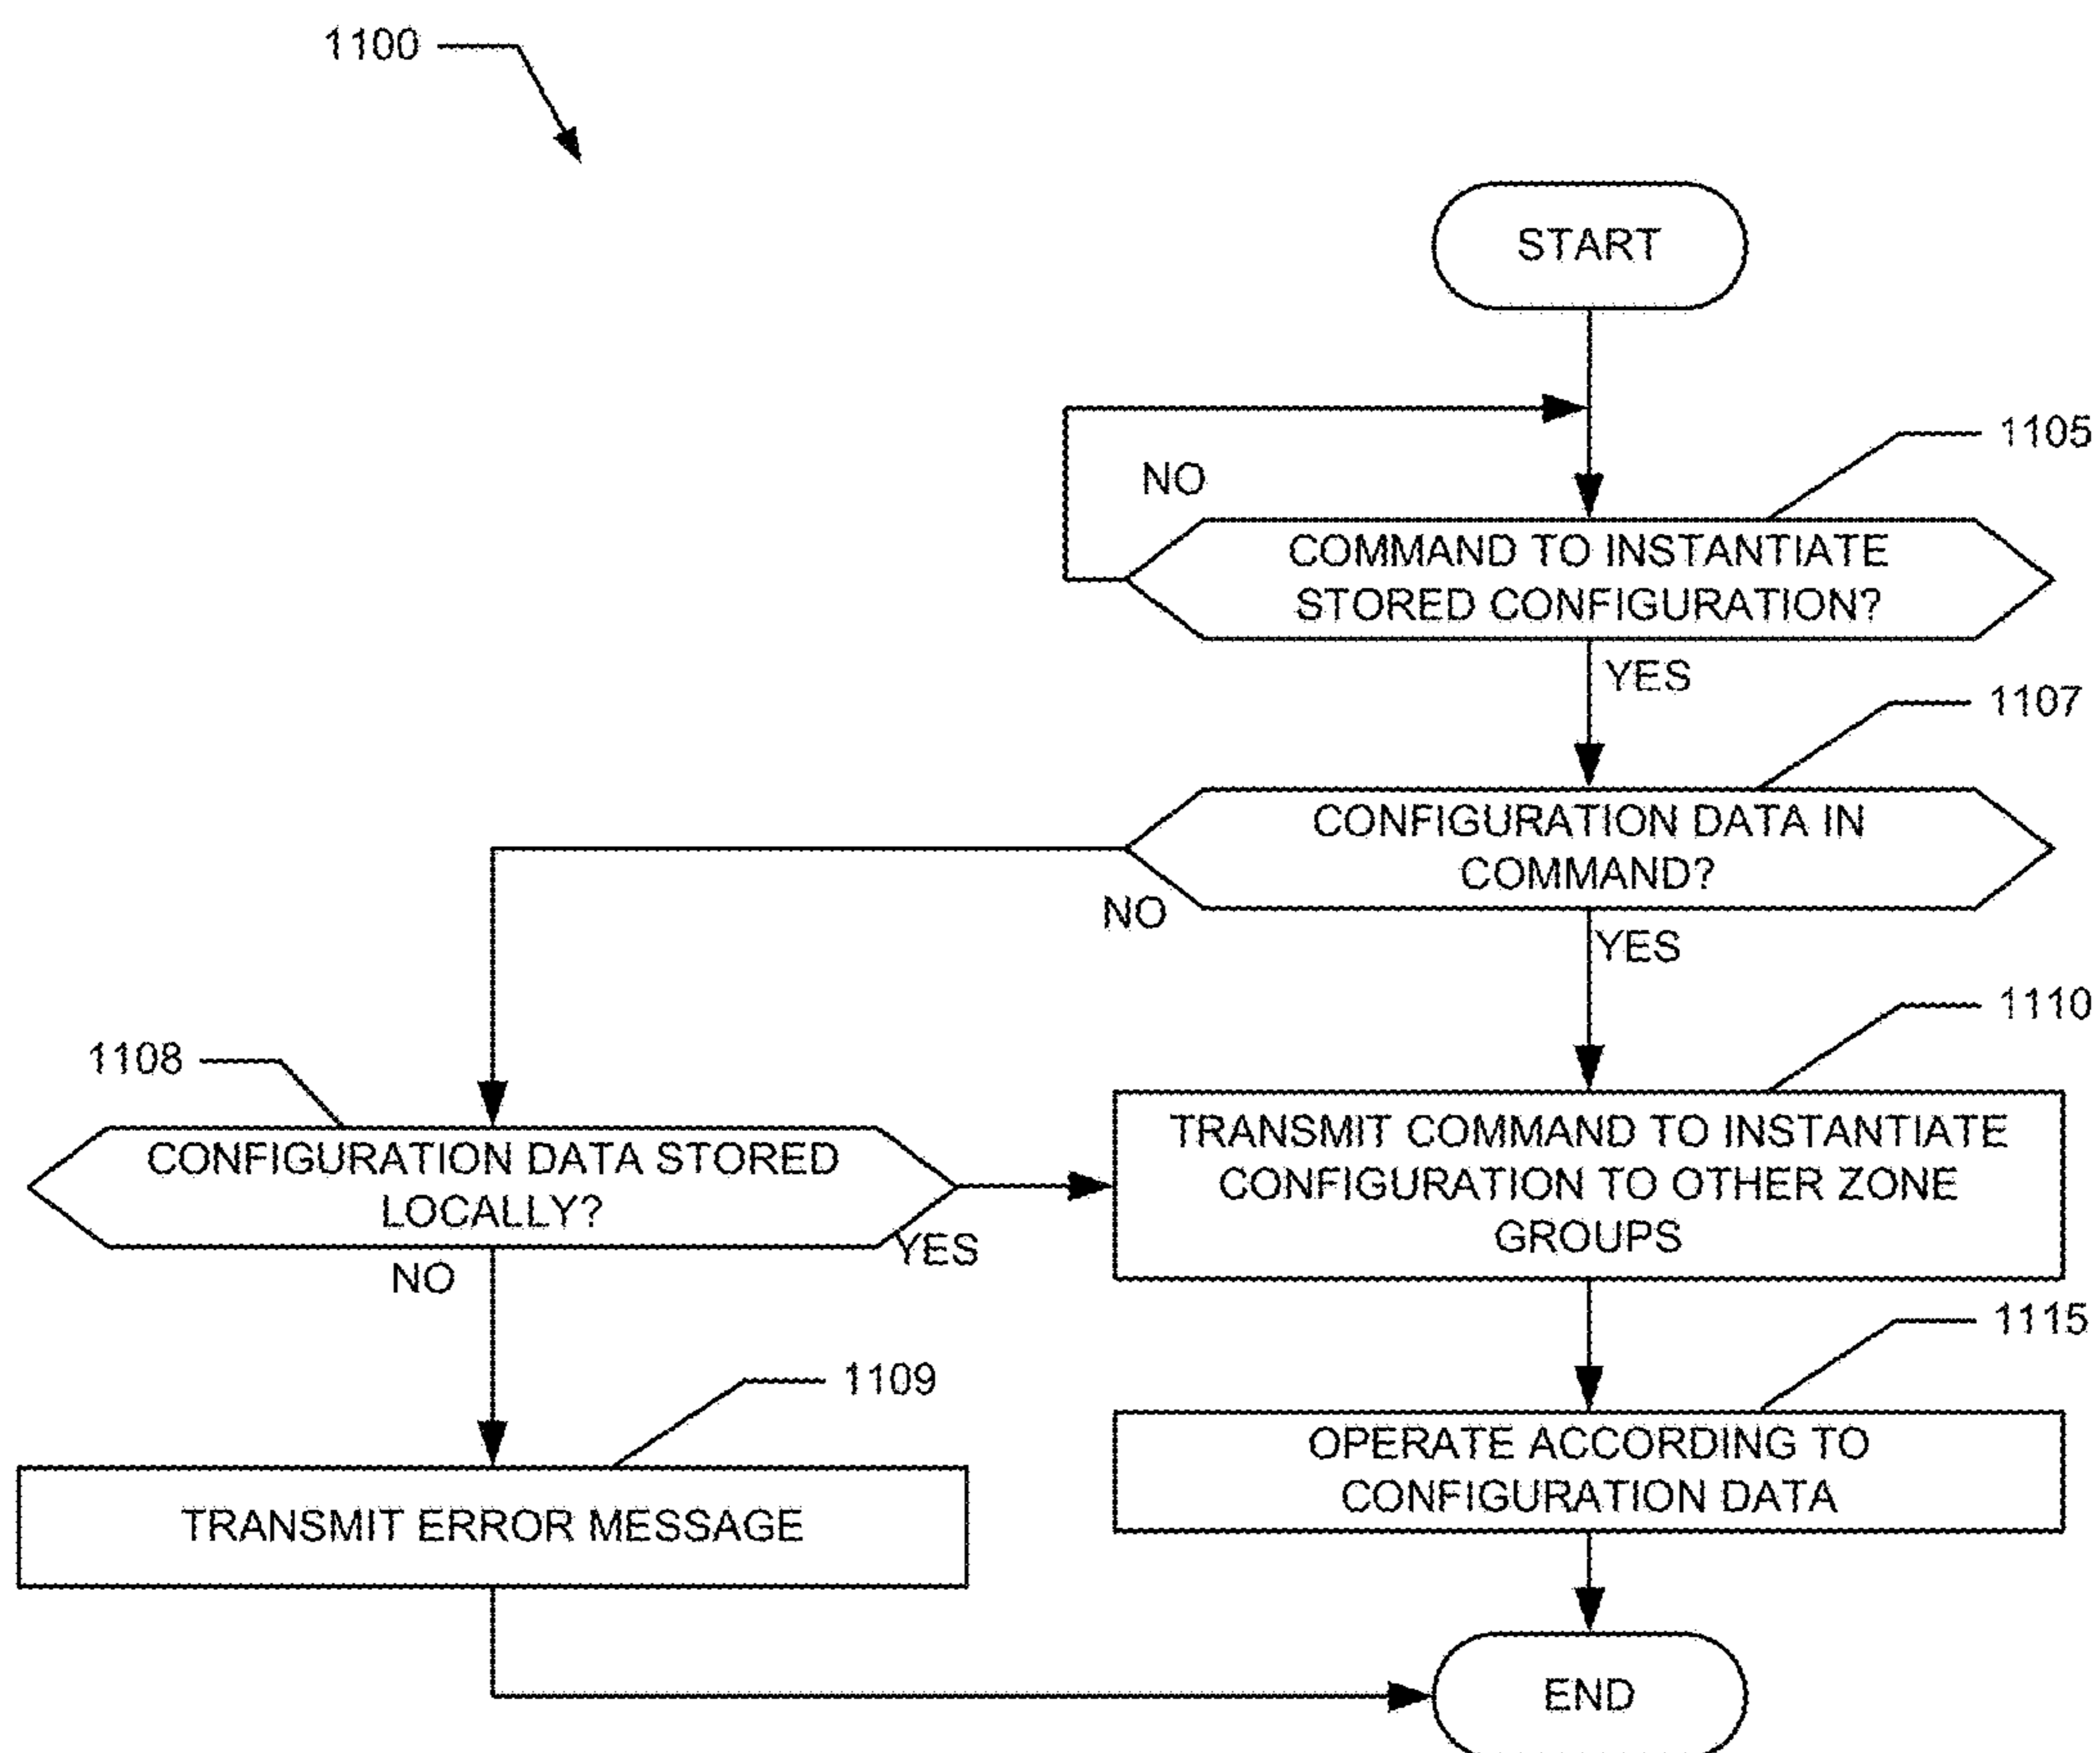 1100
START
1105
NO
COMMAND TO INSTANTIATE
STORED CONFIGURATION?
YES
1107
CONFIGURATION DATA IN
COMMAND?
NO
YES
1110
1108
CONFIGURATION DATA STORED
LOCALLY?
YES
NO
TRANSMIT COMMAND TO INSTANTIATE
CONFIGURATION TO OTHER ZONE
GROUPS
1115
1109
OPERATE ACCORDING TO
CONFIGURATION DATA
TRANSMIT ERROR MESSAGE
END